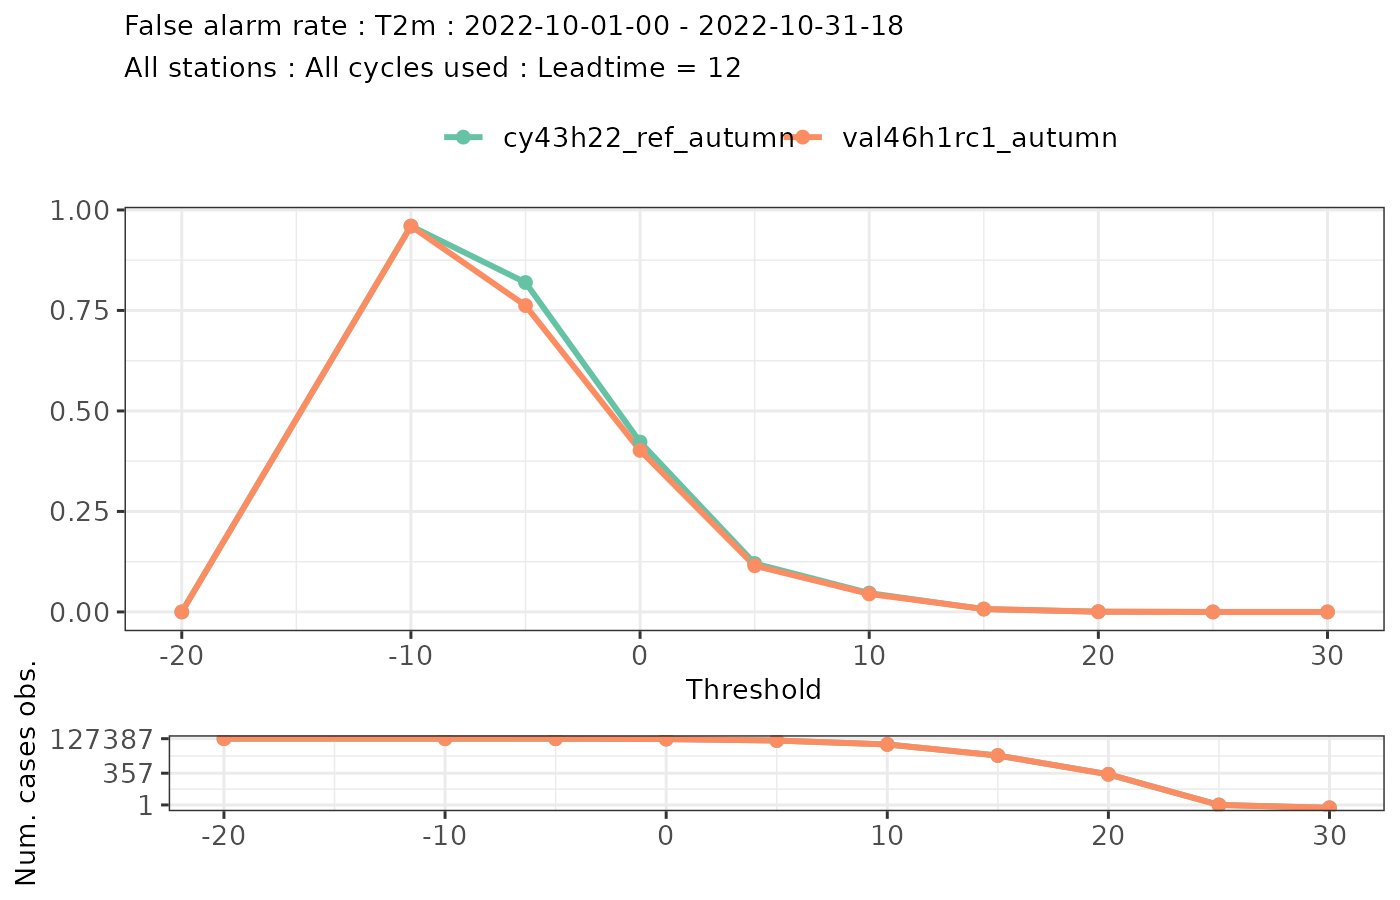 False alarm rate : T2m : 2022-10-01-00 - 2022-10-31-18
All stations : All cycles used : Leadtime = 12
cy43h22_ref_autumn val46h1rc1_autumn
1.00
0.75
0.50
0.25
0.00
-20 -10 0 10 20 30
Threshold
Num. cases obs.
127387
357
1
-20 -10 0 10 20 30